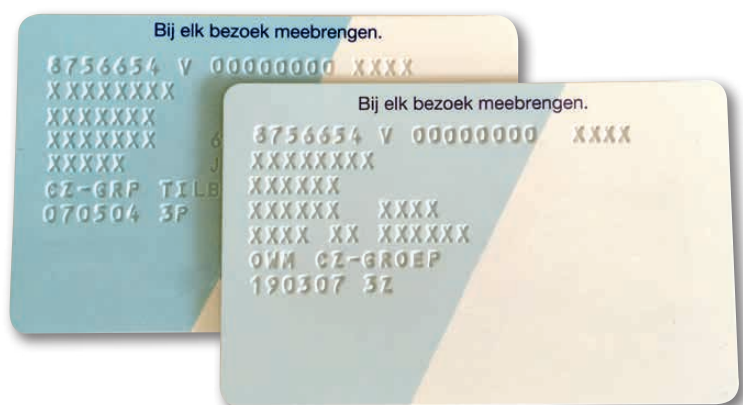 Bij elk bezoek meebrengen.
8756654 V 00000000 XXXX
XXXXXXXX
XXXXXXX
XXXXXXX 6
XXXXX J
CZ-GRP TILB
070504 3P
Bij elk bezoek meebrengen.
8756654 V 00000000 XXXX
XXXXXXXX
XXXXXX
XXXXXX XXXX
XXXX XX XXXXXX
OWM CZ-GROEP
190307 3Z